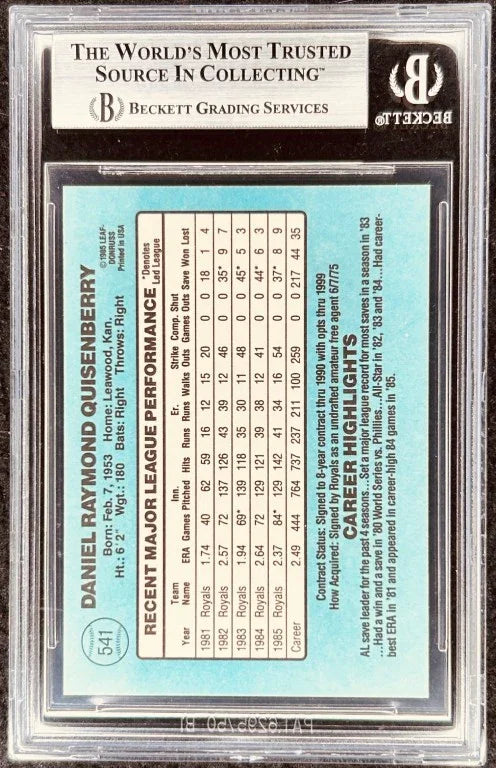 THE WORLD'S MOST TRUSTED
SOURCE IN COLLECTING™
BECKETT GRADING SERVICES
B
BECKETT®
541
DANIEL RAYMOND QUISENBERRY
Born: Feb. 7, 1953 Home: Leawood, Kan.
Ht.: 6' 2" Wgt.: 180 Bats: Right Throws: Right
©1985 LEAF-
DONRUSS
Printed in USA
RECENT MAJOR LEAGUE PERFORMANCE
*Denotes
Led League
Year Team Name ERA Games Inn. Pitched Hits Runs Er. Runs Walks Strike Outs Comp. Games Shut Outs Save Won Lost
1981 Royals 1.74 40 62 59 16 12 15 20 0 0 18 1 4
1982 Royals 2.57 72 137 126 43 39 12 46 0 0 35* 9 7
1983 Royals 1.94 69* 139 118 35 30 11 48 0 0 45* 5 3
1984 Royals 2.64 72 129 121 39 38 12 41 0 0 44* 6 3
1985 Royals 2.37 84* 129 142 41 34 16 54 0 0 37* 8 9
Career 2.49 444 764 737 237 211 100 259 0 0 217 44 35
Contract Status: Signed to 8-year contract thru 1990 with opts thru 1999
How Acquired: Signed by Royals as an undrafted amateur free agent 6/7/75
CAREER HIGHLIGHTS
AL save leader for the past 4 seasons...Set a major league record for most saves in a season in '83
...Had a win and a save in '80 World Series vs. Phillies...All-Star in '82, '83 and '84...Had career-
best ERA in '81 and appeared in career-high 84 games in '85.